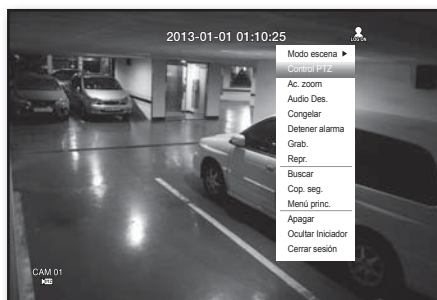 2013-01-01 01:10:25
LOG ON
Modo escena
Control PTZ
Ac. zoom
Audio Des.
Congelar
Detener alarma
Grab.
Repr.
Buscar
Cop. seg.
Menú princ.
Apagar
Ocultar Iniciador
Cerrar sesión
CAM 01